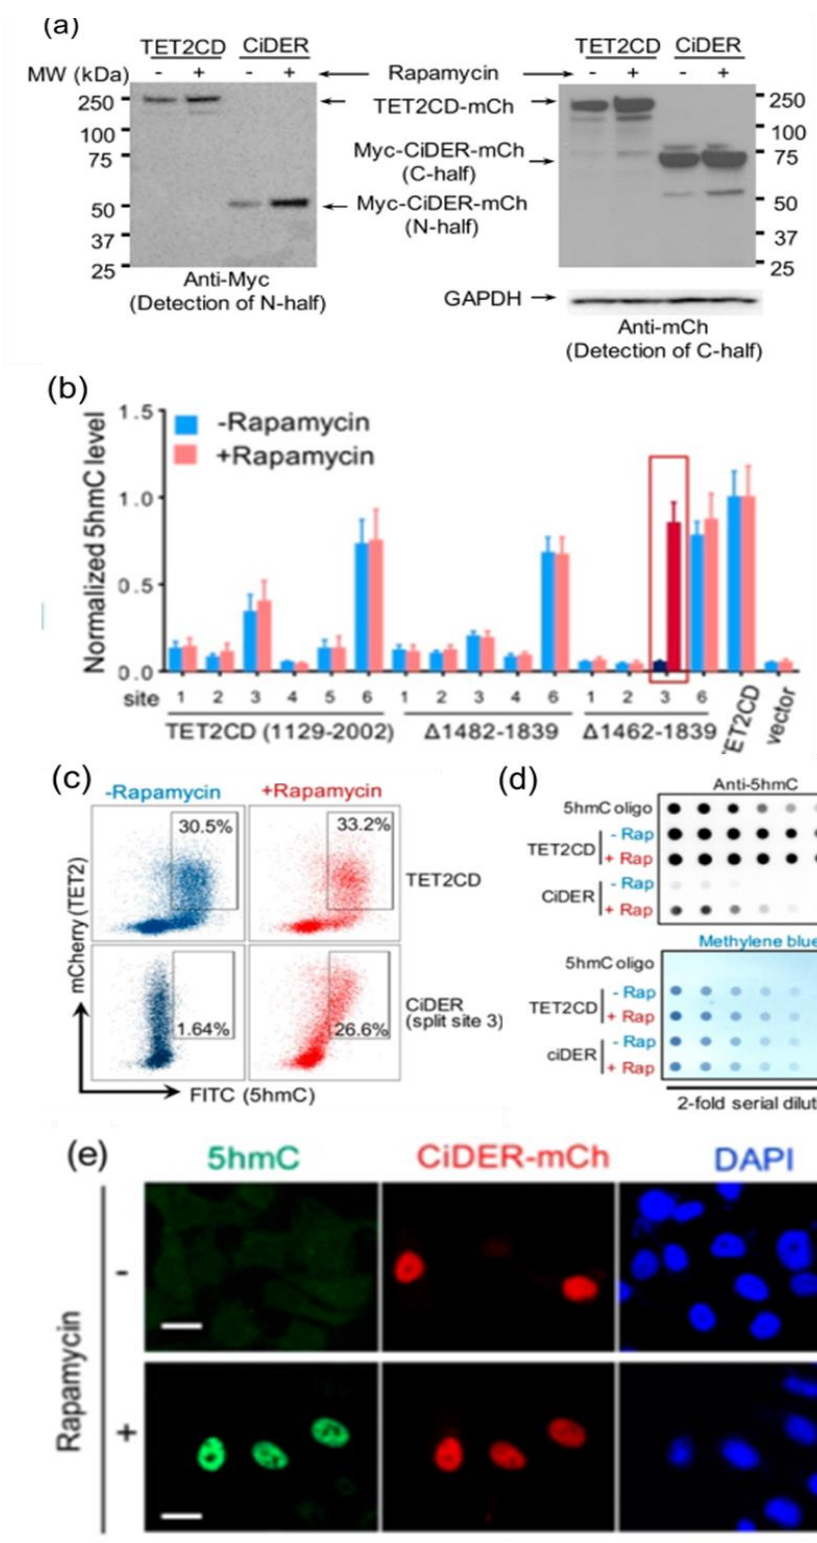 (a)
TET2CD CiDER TET2CD CiDER
MW (kDa) - + - + Rapamycin - + - +
250 TET2CD-mCh 250
100 100
75 Myc-CiDER-mCh 75
(C-half)
50 Myc-CiDER-mCh 50
(N-half)
37 37
25 25
Anti-Myc
(Detection of N-half)
GAPDH
Anti-mCh
(Detection of C-half)
(b)
Normalized 5hmC level
1.5
1.0
0.5
0.0
-Rapamycin
+Rapamycin
site 1 2 3 4 5 6 1 2 3 4 6 1 2 3 6
TET2CD (1129-2002) Δ1482-1839 Δ1462-1839 TET2CD vector
(c)
-Rapamycin +Rapamycin
30.5% 33.2%
TET2CD
1.64% 26.6%
CiDER
(split site 3)
mCherry (TET2)
FITC (5hmC)
(d)
Anti-5hmC
5hmC oligo
TET2CD - Rap
+ Rap
CiDER - Rap
+ Rap
Methylene blue
5hmC oligo
TET2CD - Rap
+ Rap
ciDER - Rap
+ Rap
2-fold serial dilut
(e)
5hmC CiDER-mCh DAPI
Rapamycin
-
+